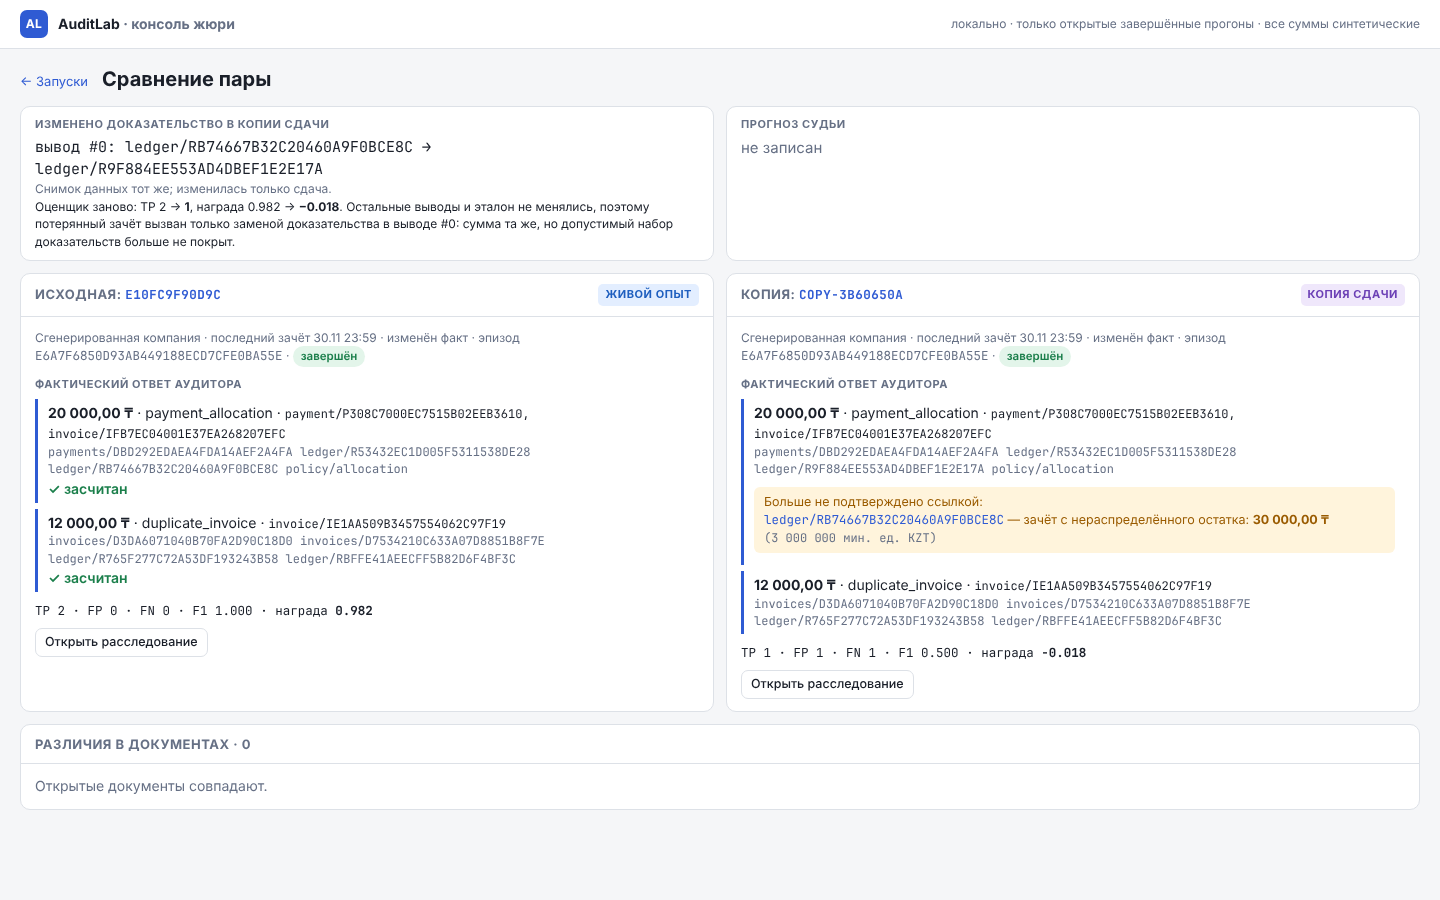 AL AuditLab · консоль жюри
локально · только открытые завершённые прогоны · все суммы синтетические
← Запуски Сравнение пары
ИЗМЕНЕНО ДОКАЗАТЕЛЬСТВО В КОПИИ СДАЧИ
вывод #0: ledger/RB74667B32C20460A9F0BCE8C →
ledger/R9F884EE553AD4DBEF1E2E17A
Снимок данных тот же; изменилась только сдача.
Оценщик заново: TP 2 → 1, награда 0.982 → −0.018. Остальные выводы и эталон не менялись, поэтому
потерянный зачёт вызван только заменой доказательства в выводе #0: сумма та же, но допустимый набор
доказательств больше не покрыт.
ПРОГНОЗ СУДЬИ
не записан
ИСХОДНАЯ: E10FC9F90D9C
ЖИВОЙ ОПЫТ
Сгенерированная компания · последний зачёт 30.11 23:59 · изменён факт · эпизод
E6A7F6850D93AB449188ECD7CFE0BA55E · завершён
ФАКТИЧЕСКИЙ ОТВЕТ АУДИТОРА
20 000,00 ₸ · payment_allocation · payment/P308C7000EC7515B02EEB3610,
invoice/IFB7EC04001E37EA268207EFC
payments/DBD292EDAEA4FDA14AEF2A4FA ledger/R53432EC1D005F5311538DE28
ledger/RB74667B32C20460A9F0BCE8C policy/allocation
✓ засчитан
12 000,00 ₸ · duplicate_invoice · invoice/IE1AA509B3457554062C97F19
invoices/D3DA6071040B70FA2D90C18D0 invoices/D7534210C633A07D8851B8F7E
ledger/R765F277C72A53DF193243B58 ledger/RBFFE41AEECFF5B82D6F4BF3C
✓ засчитан
TP 2 · FP 0 · FN 0 · F1 1.000 · награда 0.982
Открыть расследование
КОПИЯ: COPY-3B60650A
КОПИЯ СДАЧИ
Сгенерированная компания · последний зачёт 30.11 23:59 · изменён факт · эпизод
E6A7F6850D93AB449188ECD7CFE0BA55E · завершён
ФАКТИЧЕСКИЙ ОТВЕТ АУДИТОРА
20 000,00 ₸ · payment_allocation · payment/P308C7000EC7515B02EEB3610,
invoice/IFB7EC04001E37EA268207EFC
payments/DBD292EDAEA4FDA14AEF2A4FA ledger/R53432EC1D005F5311538DE28
ledger/R9F884EE553AD4DBEF1E2E17A policy/allocation
Больше не подтверждено ссылкой:
ledger/RB74667B32C20460A9F0BCE8C — зачёт с нераспределённого остатка: 30 000,00 ₸
(3 000 000 мин. ед. KZT)
12 000,00 ₸ · duplicate_invoice · invoice/IE1AA509B3457554062C97F19
invoices/D3DA6071040B70FA2D90C18D0 invoices/D7534210C633A07D8851B8F7E
ledger/R765F277C72A53DF193243B58 ledger/RBFFE41AEECFF5B82D6F4BF3C
TP 1 · FP 1 · FN 1 · F1 0.500 · награда -0.018
Открыть расследование
РАЗЛИЧИЯ В ДОКУМЕНТАХ · 0
Открытые документы совпадают.